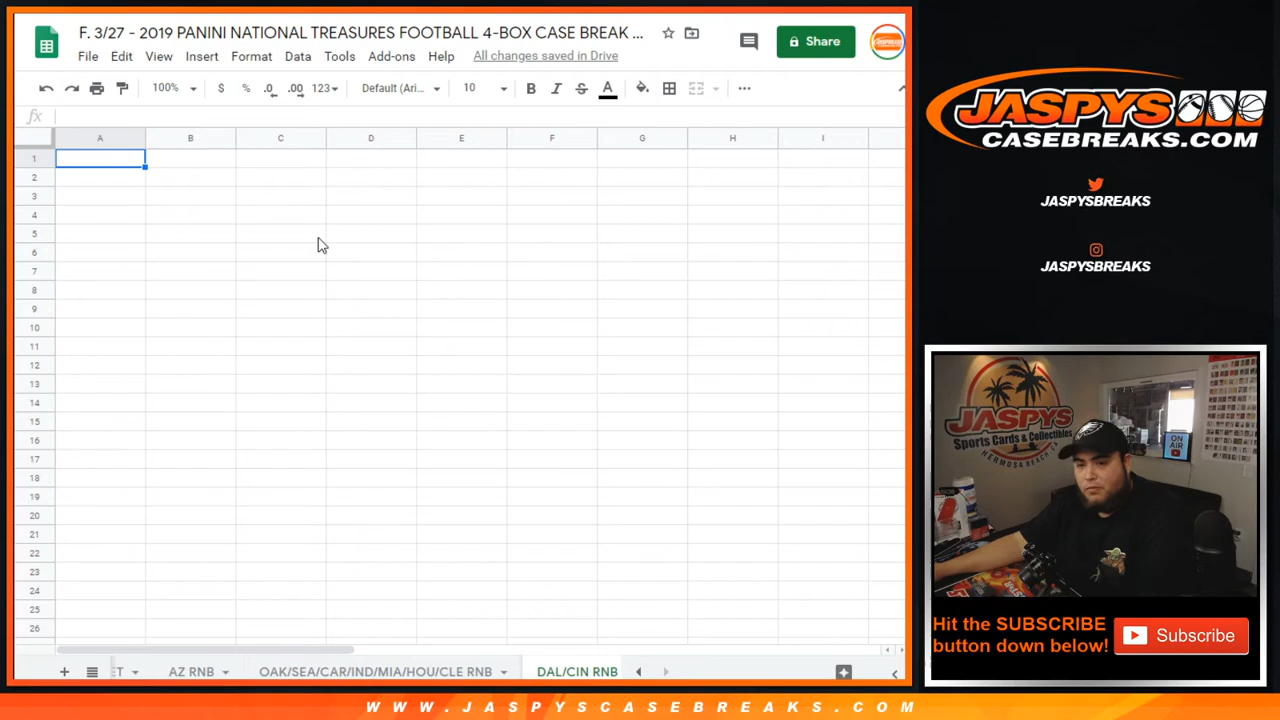 F. 3/27 - 2019 PANINI NATIONAL TREASURES FOOTBALL 4-BOX CASE BREAK ...
Share
File Edit View Insert Format Data Tools Add-ons Help All changes saved in Drive
100% $ % .0 .00 123 Default (Ari... 10 B I S A
fx
A B C D E F G H I
1
2
3
4
5
6
7
8
9
10
11
12
13
14
15
16
17
18
19
20
21
22
23
24
25
26
T AZ RNB OAK/SEA/CAR/IND/MIA/HOU/CLE RNB DAL/CIN RNB
JASPYS
CASEBREAKS.COM
JASPYSBREAKS
JASPYSBREAKS
JASPYS
Sports Cards & Collectibles
HERMOSA BEACH CA
ON
AIR
Hit the SUBSCRIBE
button down below!
Subscribe
WWW.JASPYSCASEBREAKS.COM